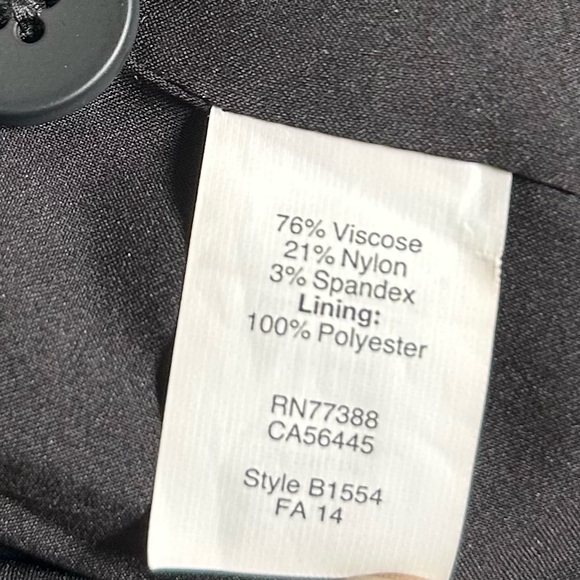 76% Viscose
21% Nylon
3% Spandex
Lining:
100% Polyester
RN77388
CA56445
Style B1554
FA 14